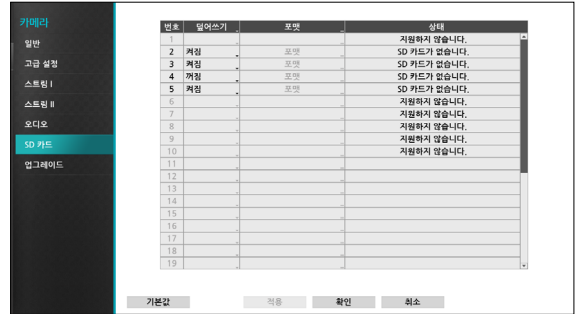 카메라
일반
고급 설정
스트림 I
스트림 II
오디오
SD 카드
업그레이드
번호 덮어쓰기 포맷 상태
1 지원하지 않습니다.
2 켜짐 포맷 SD 카드가 없습니다.
3 켜짐 포맷 SD 카드가 없습니다.
4 꺼짐 포맷 SD 카드가 없습니다.
5 켜짐 포맷 SD 카드가 없습니다.
6 지원하지 않습니다.
7 지원하지 않습니다.
8 지원하지 않습니다.
9 지원하지 않습니다.
10 지원하지 않습니다.
11
12
13
14
15
16
17
18
19
기본값 적용 확인 취소